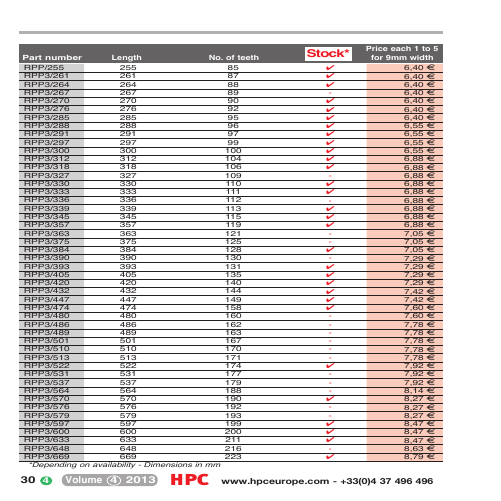 Part number Length No. of teeth Stock* Price each 1 to 5 for 9mm width
RPP/255 255 85 ✓ 6,40 €
RPP3/261 261 87 ✓ 6,40 €
RPP3/264 264 88 ✓ 6,40 €
RPP3/267 267 89 - 6,40 €
RPP3/270 270 90 ✓ 6,40 €
RPP3/276 276 92 ✓ 6,40 €
RPP3/285 285 95 ✓ 6,40 €
RPP3/288 288 96 ✓ 6,55 €
RPP3/291 291 97 ✓ 6,55 €
RPP3/297 297 99 ✓ 6,55 €
RPP3/300 300 100 ✓ 6,55 €
RPP3/312 312 104 ✓ 6,88 €
RPP3/318 318 106 ✓ 6,88 €
RPP3/327 327 109 - 6,88 €
RPP3/330 330 110 ✓ 6,88 €
RPP3/333 333 111 ✓ 6,88 €
RPP3/336 336 112 - 6,88 €
RPP3/339 339 113 ✓ 6,88 €
RPP3/345 345 115 ✓ 6,88 €
RPP3/357 357 119 ✓ 6,88 €
RPP3/363 363 121 - 7,05 €
RPP3/375 375 125 - 7,05 €
RPP3/384 384 128 ✓ 7,05 €
RPP3/390 390 130 - 7,29 €
RPP3/393 393 131 ✓ 7,29 €
RPP3/405 405 135 ✓ 7,29 €
RPP3/420 420 140 ✓ 7,29 €
RPP3/432 432 144 ✓ 7,42 €
RPP3/447 447 149 ✓ 7,42 €
RPP3/474 474 158 ✓ 7,60 €
RPP3/480 480 160 - 7,60 €
RPP3/486 486 162 - 7,78 €
RPP3/489 489 163 - 7,78 €
RPP3/501 501 167 - 7,78 €
RPP3/510 510 170 - 7,78 €
RPP3/513 513 171 - 7,78 €
RPP3/522 522 174 ✓ 7,92 €
RPP3/531 531 177 - 7,92 €
RPP3/537 537 179 - 7,92 €
RPP3/564 564 188 - 8,14 €
RPP3/570 570 190 ✓ 8,27 €
RPP3/576 576 192 - 8,27 €
RPP3/579 579 193 - 8,27 €
RPP3/597 597 199 ✓ 8,47 €
RPP3/600 600 200 ✓ 8,47 €
RPP3/633 633 211 ✓ 8,47 €
RPP3/648 648 216 - 8,63 €
RPP3/669 669 223 ✓ 8,79 €
*Depending on availability - Dimensions in mm
30 4 Volume 4 2013 HPC www.hpceurope.com - +33(0)4 37 496 496